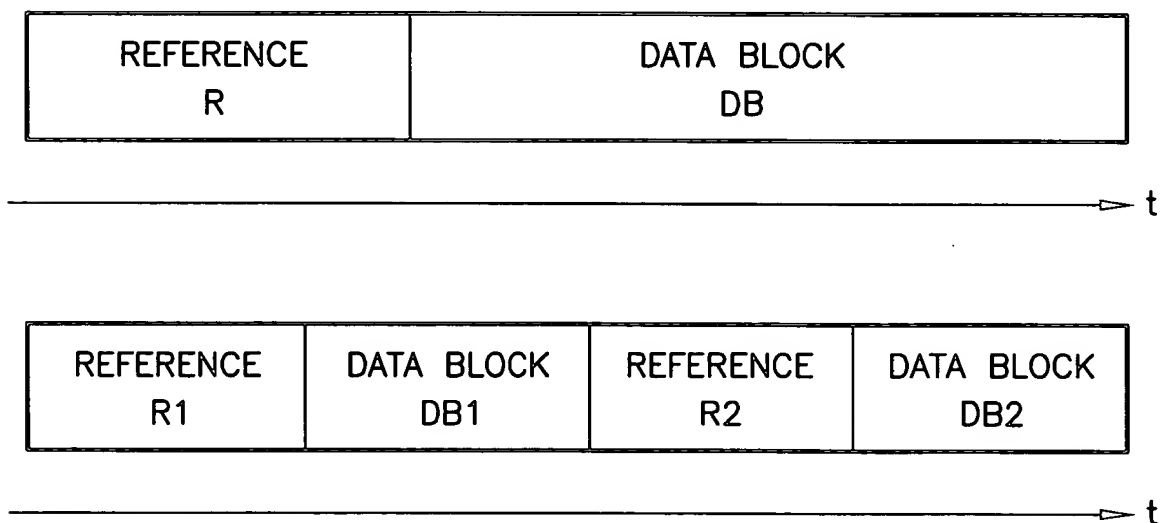 REFERENCE DATA BLOCK
R DB
t
REFERENCE DATA BLOCK REFERENCE DATA BLOCK
R1 DB1 R2 DB2
t